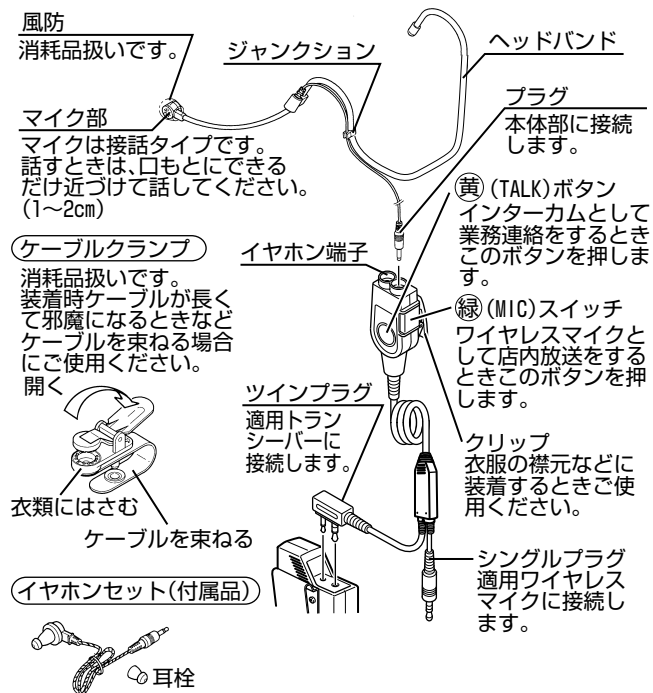 風防
消耗品扱いです。
マイク部
マイクは接話タイプです。
話すときは、口もとにできる
だけ近づけて話してください。
(1〜2cm)
ジャンクション
ヘッドバンド
プラグ
本体部に接続
します。
黄(TALK)ボタン
インターカムとして
業務連絡をするとき
このボタンを押しま
す。
イヤホン端子
緑(MIC)スイッチ
ワイヤレスマイクと
して店内放送をする
ときこのボタンを押
します。
ケーブルクランプ
消耗品扱いです。
装着時ケーブルが長く
て邪魔になるときなど
ケーブルを束ねる場合
にご使用ください。
開く
衣類にはさむ
ケーブルを束ねる
ツインプラグ
適用トラン
シーバーに
接続します。
クリップ
衣服の襟元などに
装着するときご使
用ください。
シングルプラグ
適用ワイヤレス
マイクに接続し
ます。
イヤホンセット(付属品)
耳栓